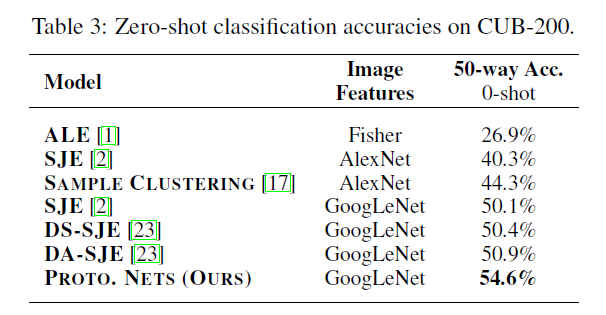 Table 3: Zero-shot classification accuracies on CUB-200.
Model Image Features 50-way Acc. 0-shot
ALE [1] Fisher 26.9%
SJE [2] AlexNet 40.3%
SAMPLE CLUSTERING [17] AlexNet 44.3%
SJE [2] GoogLeNet 50.1%
DS-SJE [23] GoogLeNet 50.4%
DA-SJE [23] GoogLeNet 50.9%
PROTO. NETS (OURS) GoogLeNet 54.6%